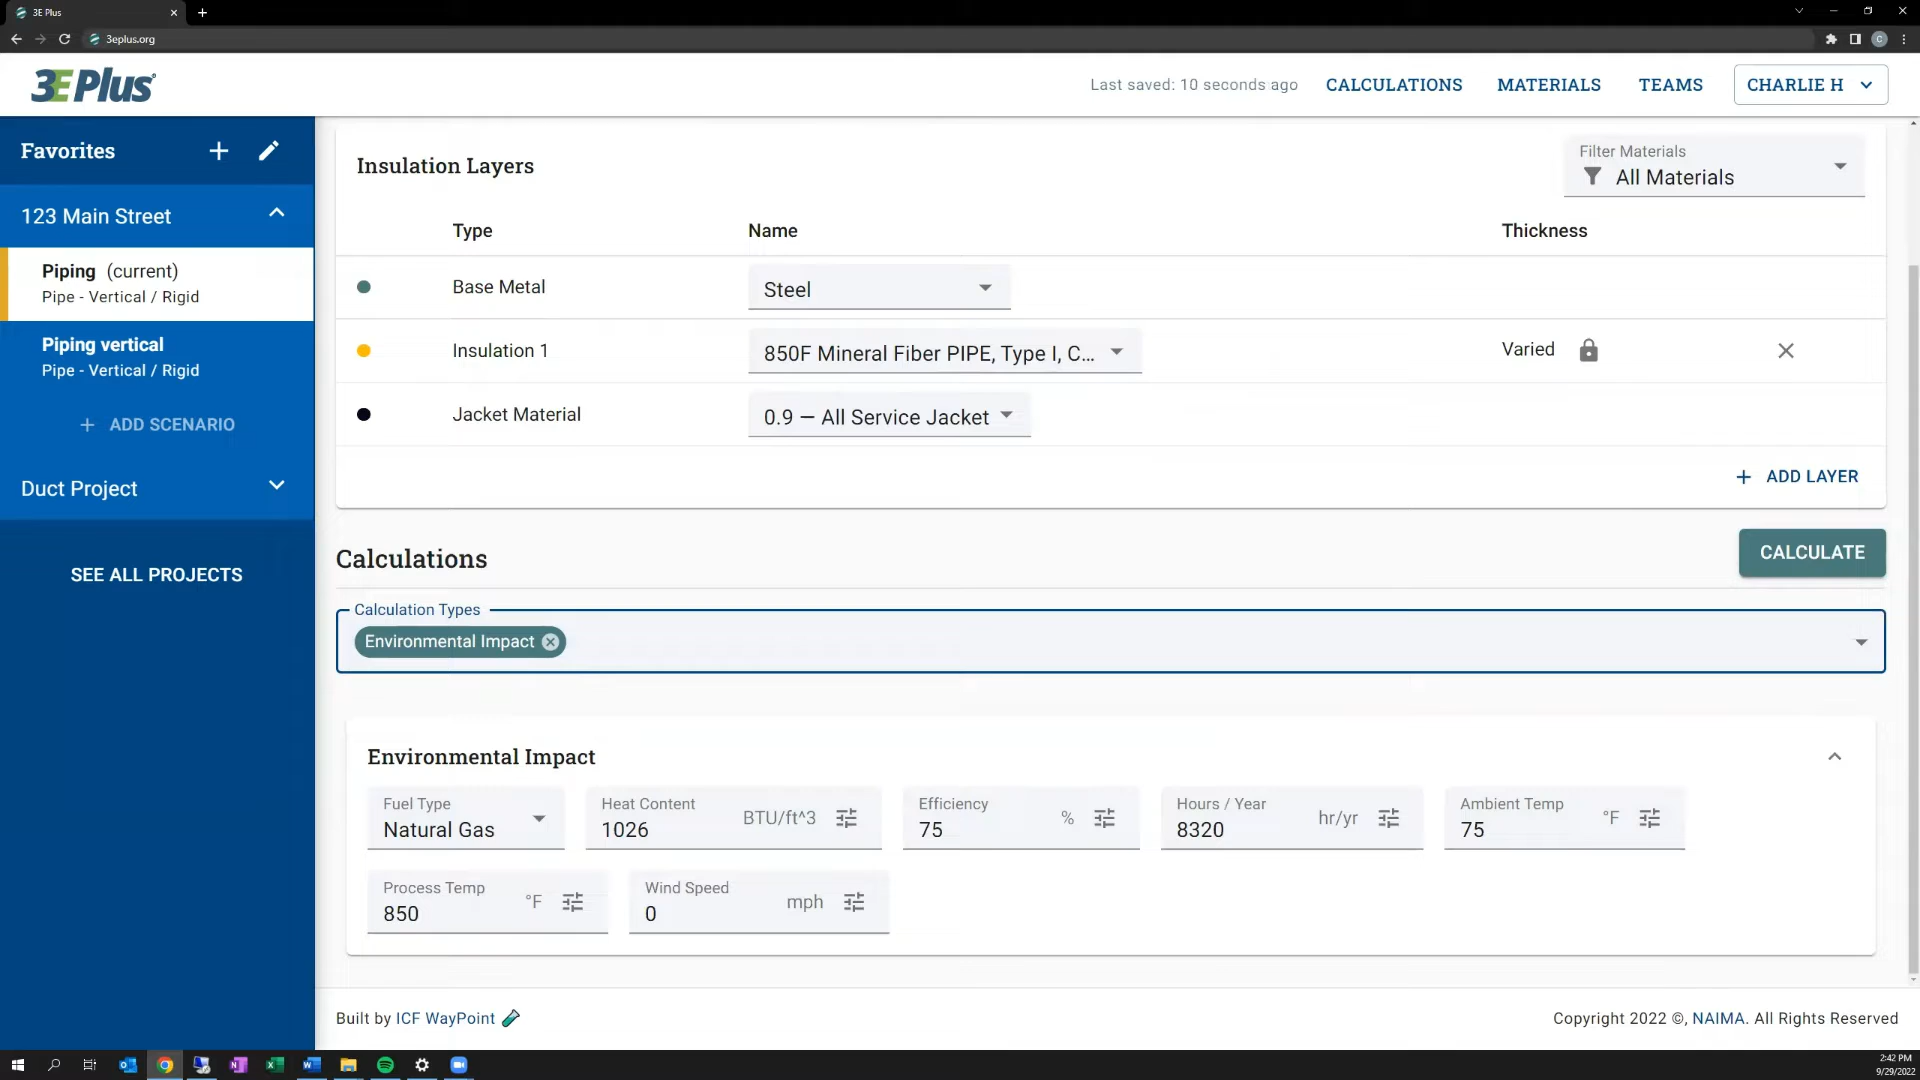 3E Plus
3eplus.org
3E Plus
Last saved: 10 seconds ago
CALCULATIONS
MATERIALS
TEAMS
CHARLIE H
Favorites
123 Main Street
Piping (current)
Pipe - Vertical / Rigid
Piping vertical
Pipe - Vertical / Rigid
+ ADD SCENARIO
Duct Project
SEE ALL PROJECTS
Insulation Layers
Filter Materials
All Materials
Type Name Thickness
Base Metal Steel
Insulation 1 850F Mineral Fiber PIPE, Type I, C... Varied
Jacket Material 0.9 — All Service Jacket
+ ADD LAYER
Calculations
CALCULATE
Calculation Types
Environmental Impact
Environmental Impact
Fuel Type
Natural Gas
Heat Content
1026 BTU/ft^3
Efficiency
75 %
Hours / Year
8320 hr/yr
Ambient Temp
75 °F
Process Temp
850 °F
Wind Speed
0 mph
Built by ICF WayPoint
Copyright 2022 ©, NAIMA. All Rights Reserved
2:42 PM
9/29/2022